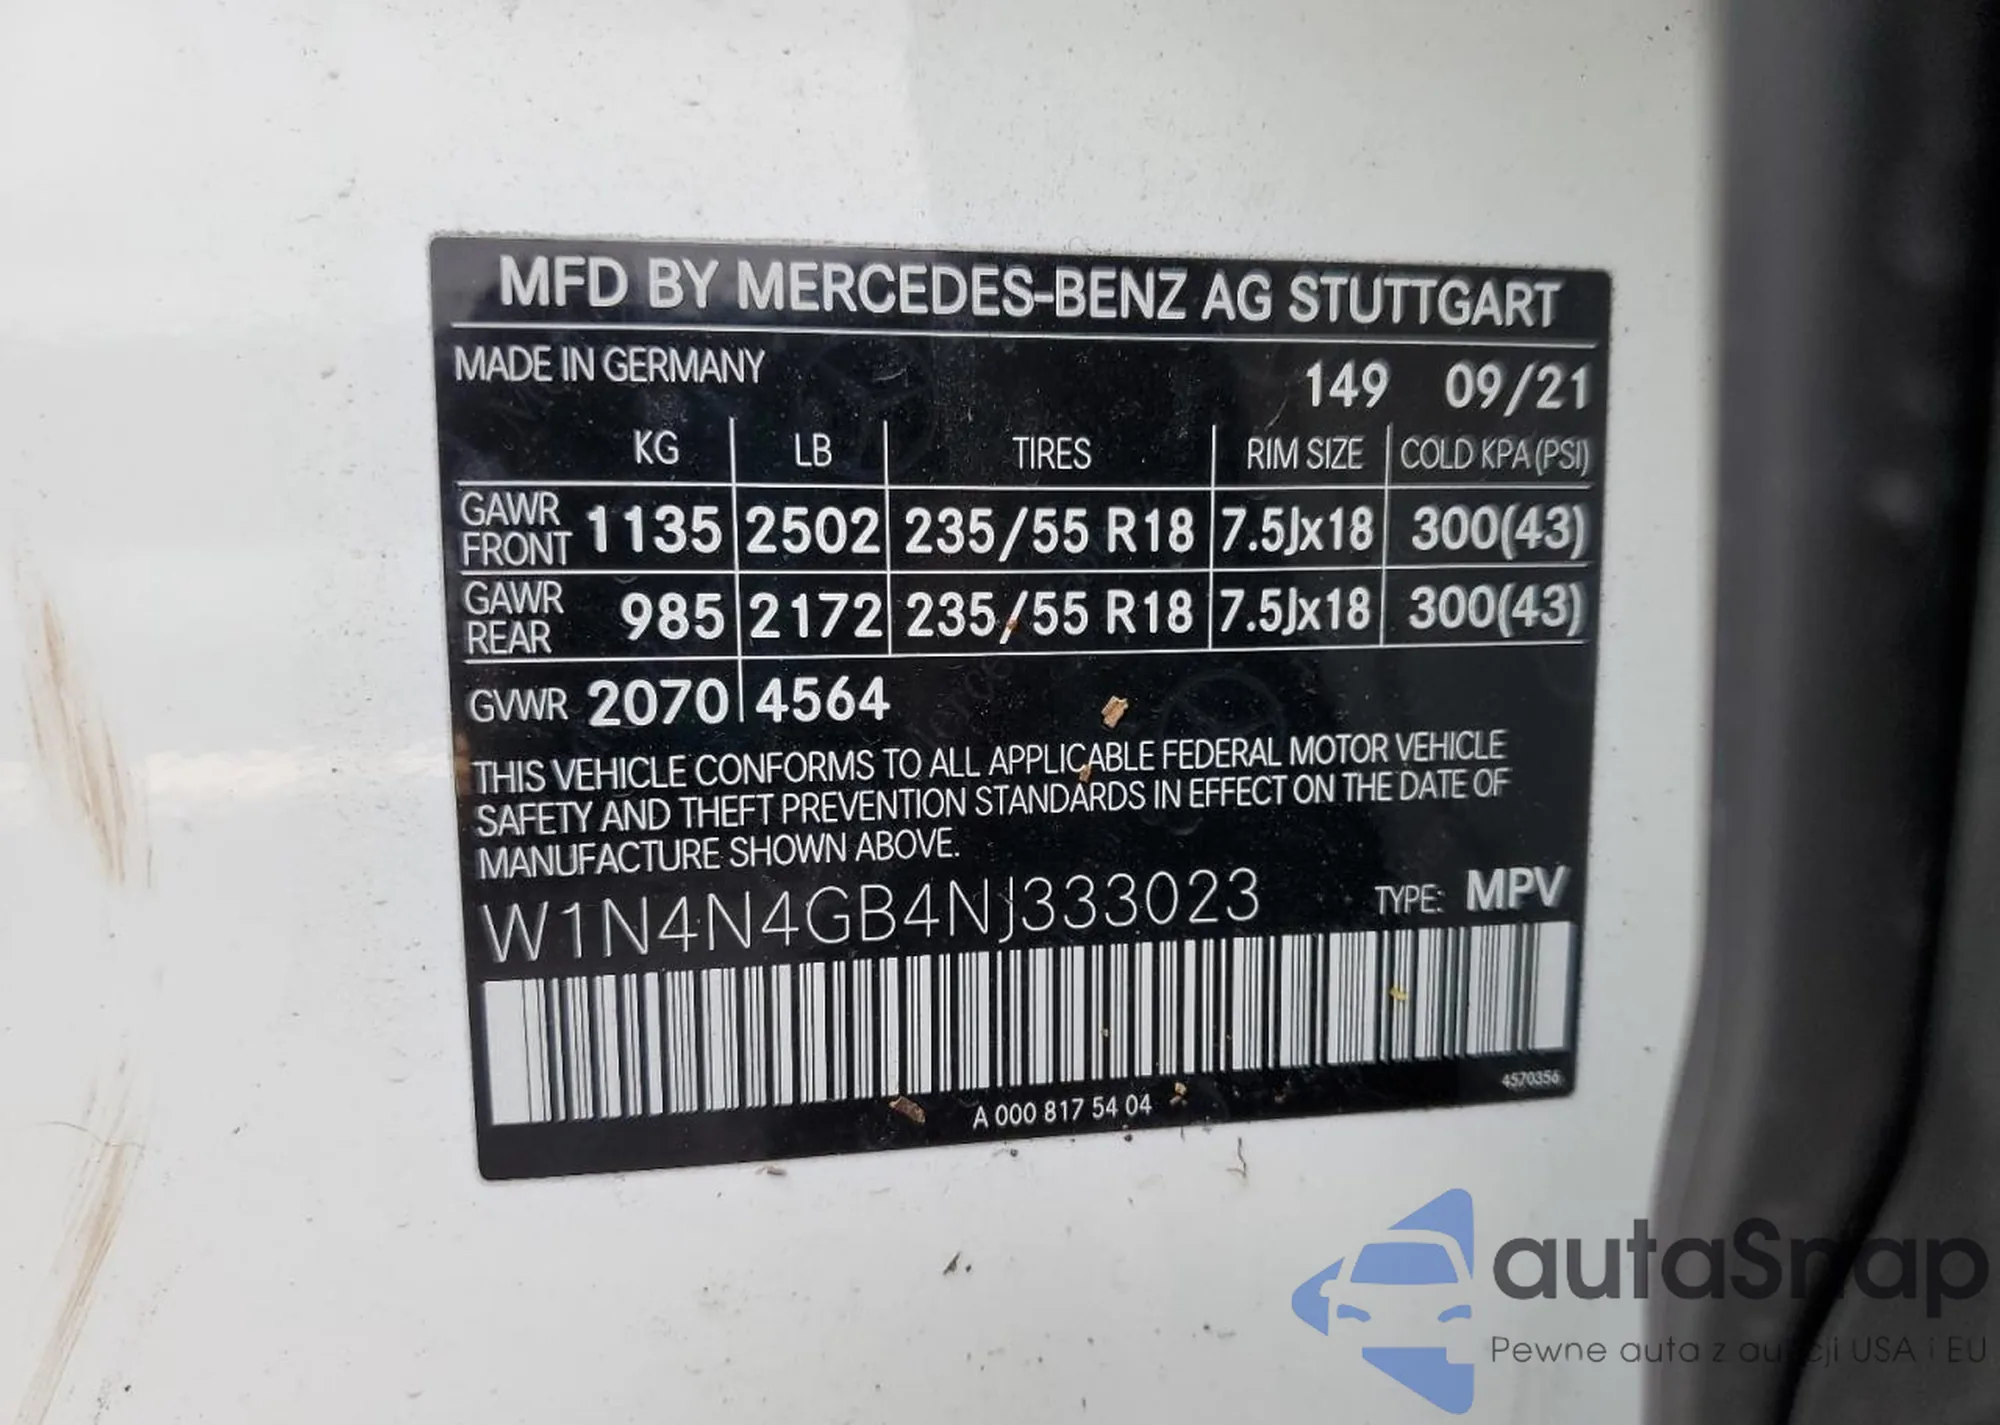 MFD BY MERCEDES-BENZ AG STUTTGART
MADE IN GERMANY 149 09/21
KG LB TIRES RIM SIZE COLD KPA (PSI)
GAWR FRONT 1135 2502 235/55 R18 7.5Jx18 300(43)
GAWR REAR 985 2172 235/55 R18 7.5Jx18 300(43)
GVWR 2070 4564
THIS VEHICLE CONFORMS TO ALL APPLICABLE FEDERAL MOTOR VEHICLE
SAFETY AND THEFT PREVENTION STANDARDS IN EFFECT ON THE DATE OF
MANUFACTURE SHOWN ABOVE.
W1N4N4GB4NJ333023 TYPE: MPV
4570356
A 000 817 54 04
autaSnap
Pewne auta z aukcji USA i EU